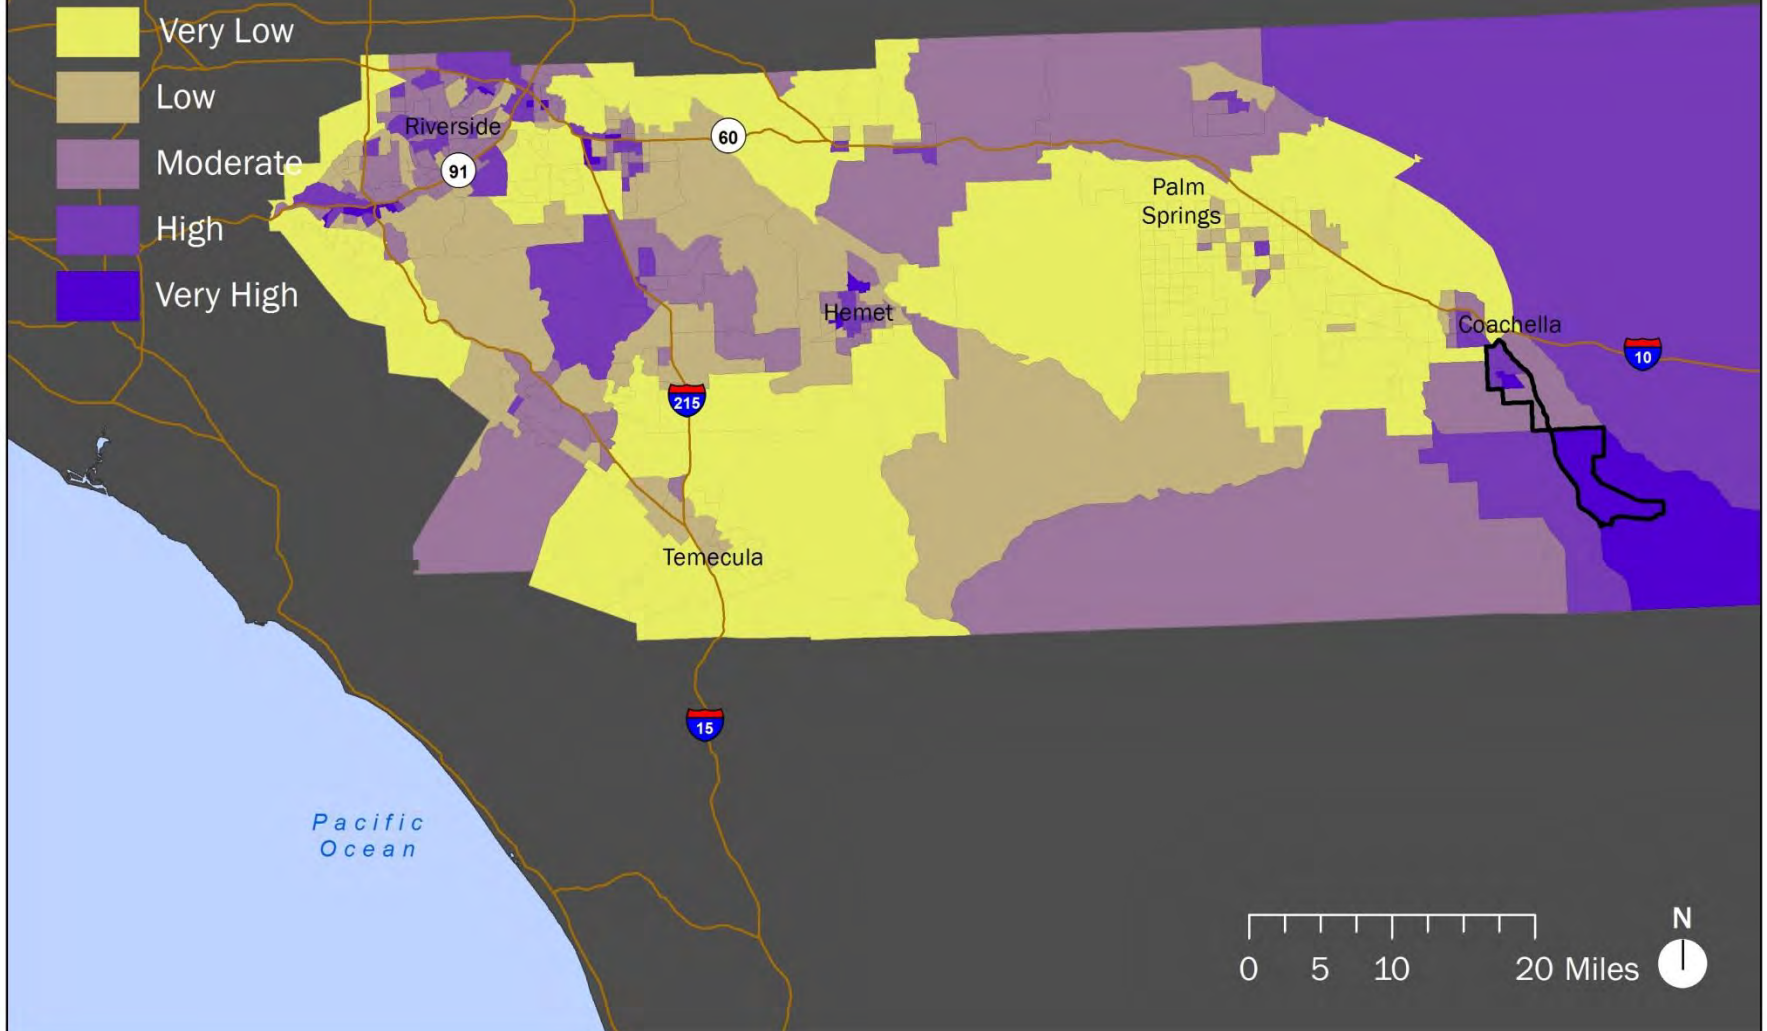 Very Low
Low
Moderate
High
Very High
Riverside
60
91
Palm
Springs
Hemet
Coachella
10
215
Temecula
15
Pacific
Ocean
N
0 5 10 20 Miles